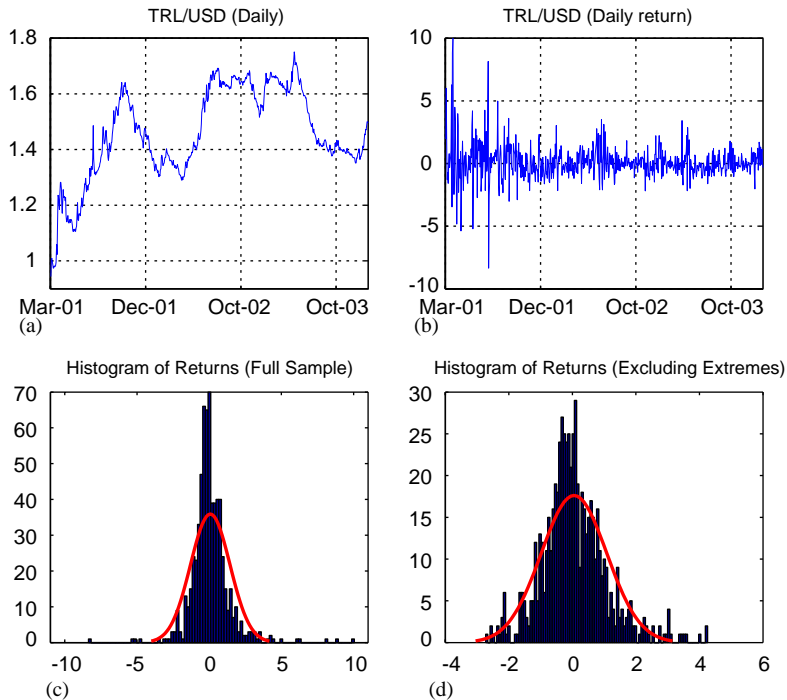 TRL/USD (Daily)
1.8
1.6
1.4
1.2
1
Mar-01 Dec-01 Oct-02 Oct-03
(a)
TRL/USD (Daily return)
10
5
0
-5
-10
Mar-01 Dec-01 Oct-02 Oct-03
(b)
Histogram of Returns (Full Sample)
70
60
50
40
30
20
10
0
-10 -5 0 5 10
(c)
Histogram of Returns (Excluding Extremes)
30
25
20
15
10
5
0
-4 -2 0 2 4 6
(d)